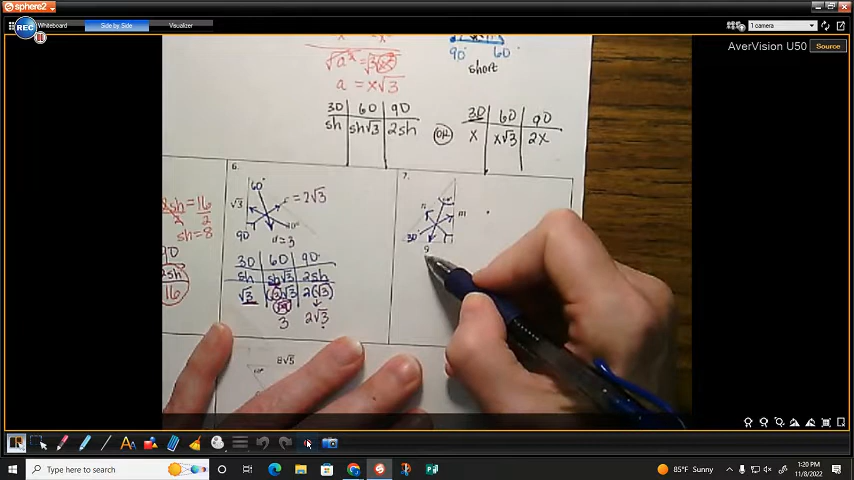 sphere2
REC
Whiteboard
Side by Side
Visualizer
1 camera
AverVision U50
Source
90° 60°
short
√a² = √3x²
a = x√3
30 60 90
sh sh√3 2sh
OR
30 60 90
x x√3 2x
6.
60°
√3
= 2√3
90
d = 3
30 60 90
sh sh√3 2sh
√3 √3√3 2(√3)
√9
3 2√3
2sh = 16
2
sh = 8
90
2sh
16
7.
60°
n
m
30°
9
8√5
60°
Type here to search
85°F Sunny
1:20 PM
11/8/2022